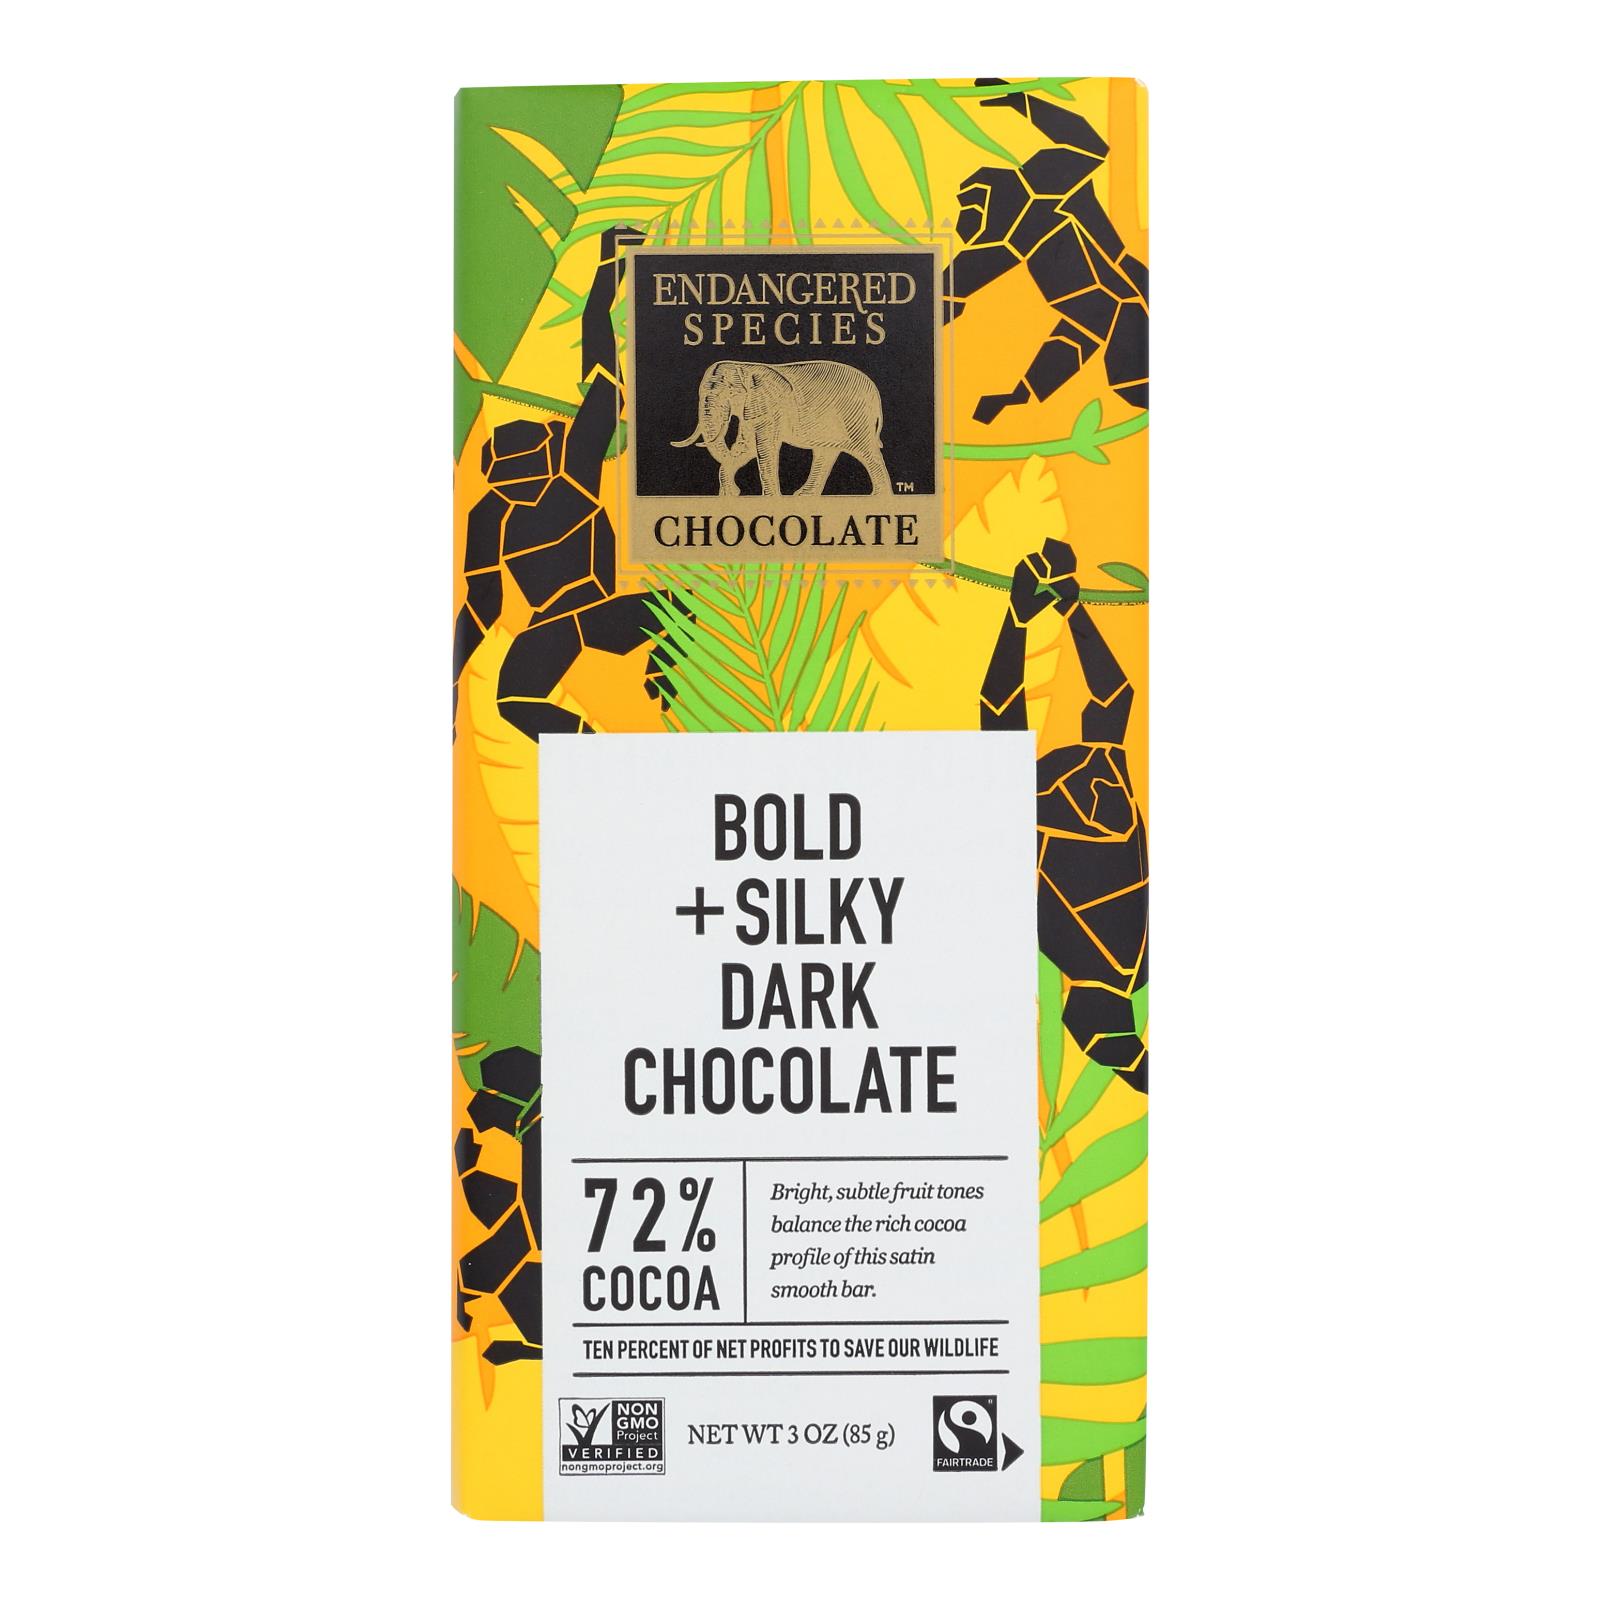 ENDANGERED
SPECIES
TM
CHOCOLATE
BOLD
+ SILKY
DARK
CHOCOLATE
72%
COCOA
Bright, subtle fruit tones
balance the rich cocoa
profile of this satin
smooth bar.
TEN PERCENT OF NET PROFITS TO SAVE OUR WILDLIFE
NON
GMO
Project
VERIFIED
nongmoproject.org
NET WT 3 OZ (85 g)
®
FAIRTRADE